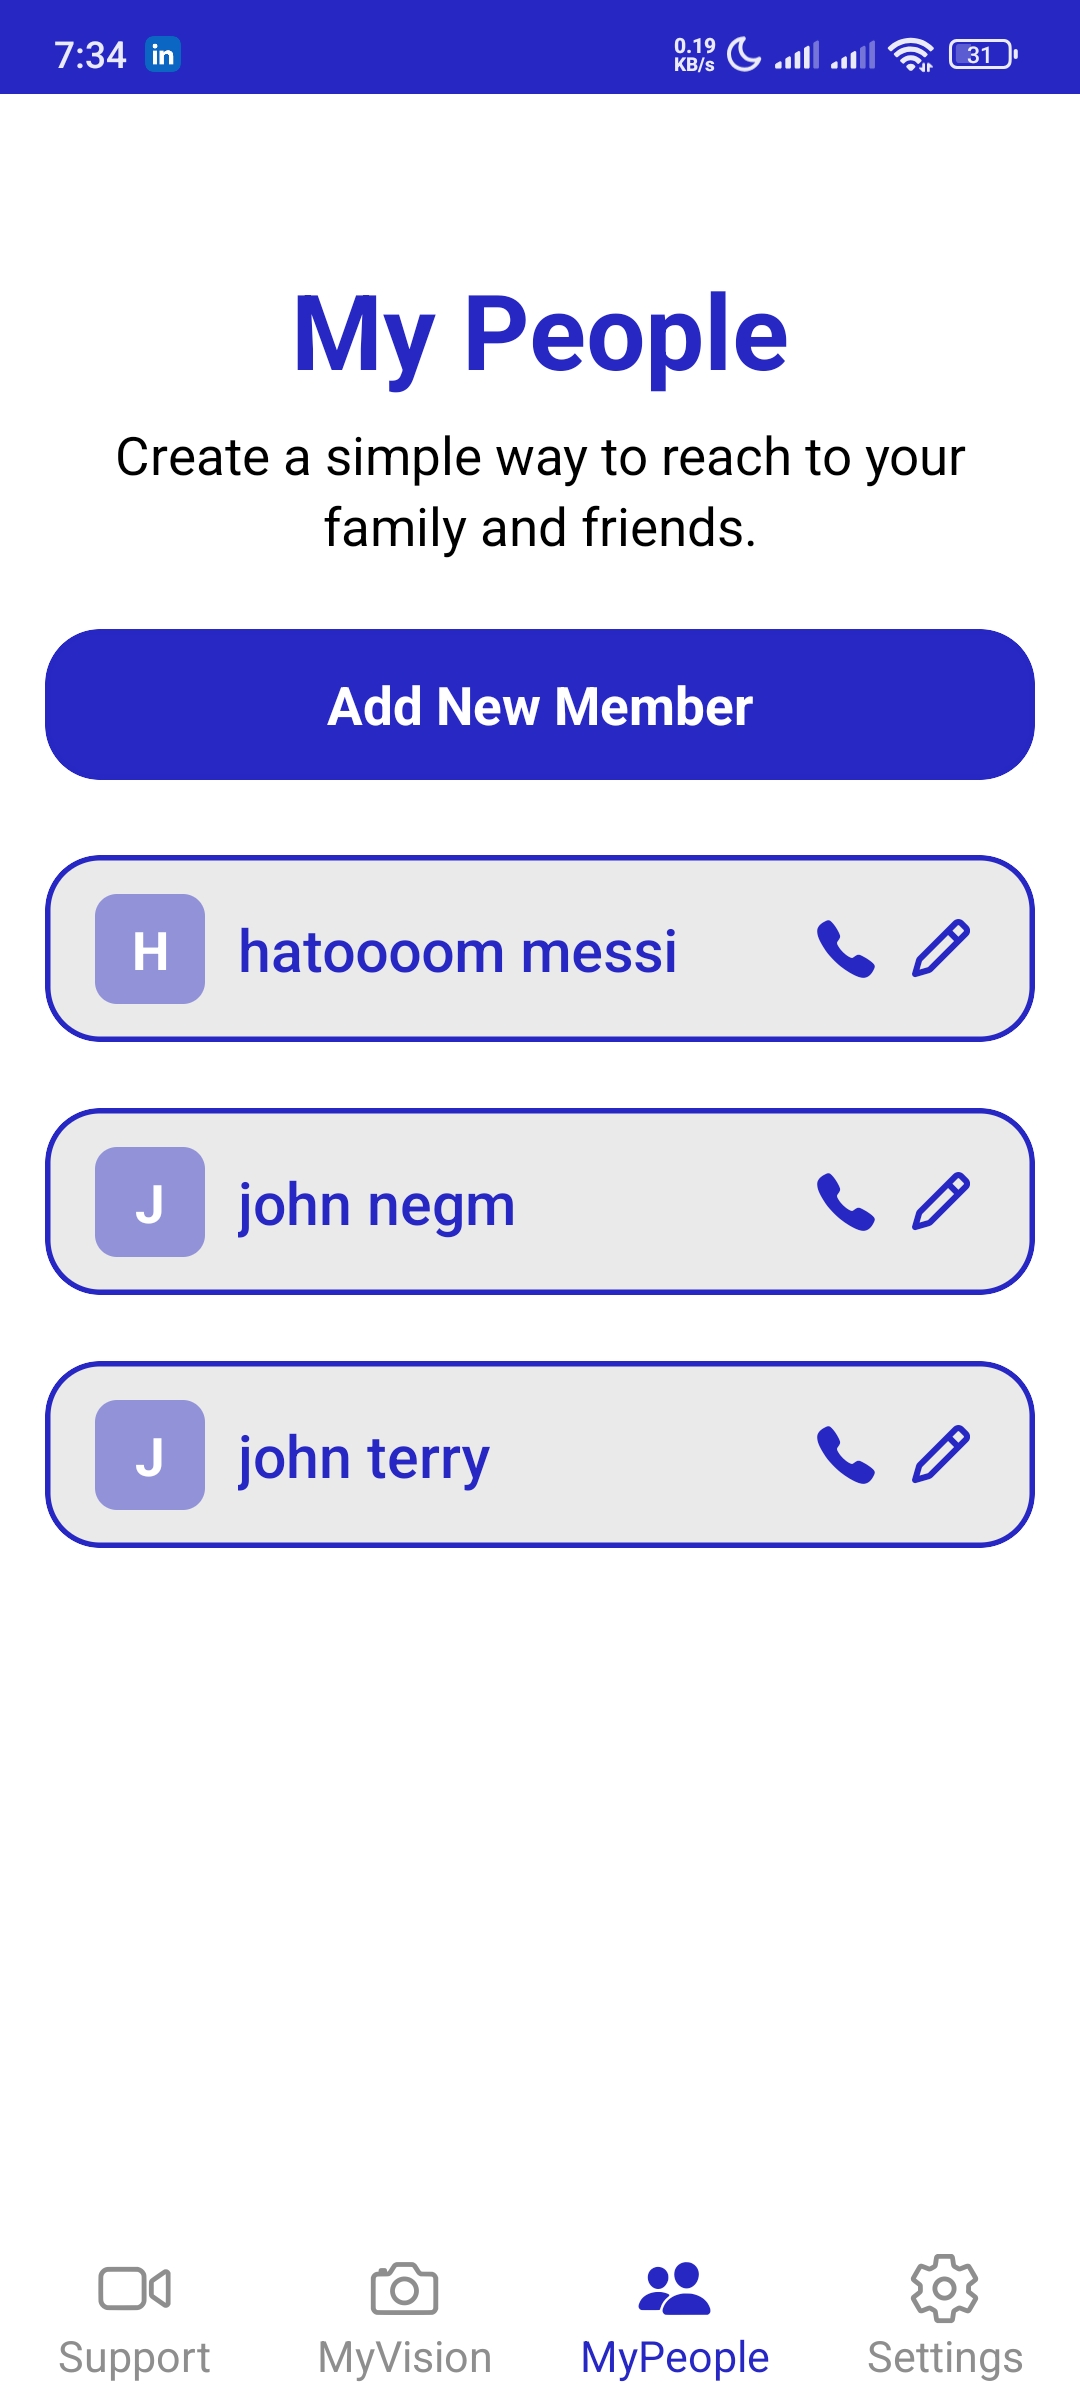 7:34
in
0.19
KB/s
31
My People
Create a simple way to reach to your
family and friends.
Add New Member
H
hatoooom messi
J
john negm
J
john terry
Support
MyVision
MyPeople
Settings